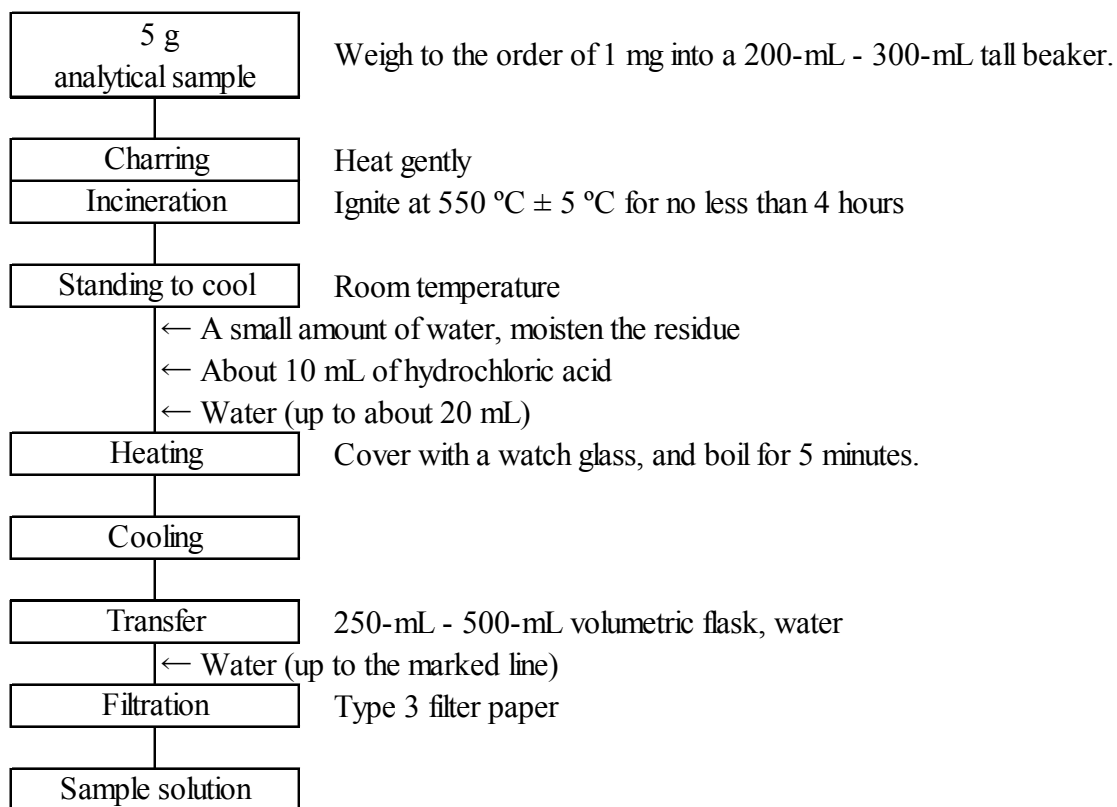 5 g
analytical sample
Weigh to the order of 1 mg into a 200-mL - 300-mL tall beaker.
Charring
Heat gently
Incineration
Ignite at 550 ºC ± 5 ºC for no less than 4 hours
Standing to cool
Room temperature
← A small amount of water, moisten the residue
← About 10 mL of hydrochloric acid
← Water (up to about 20 mL)
Heating
Cover with a watch glass, and boil for 5 minutes.
Cooling
Transfer
250-mL - 500-mL volumetric flask, water
← Water (up to the marked line)
Filtration
Type 3 filter paper
Sample solution